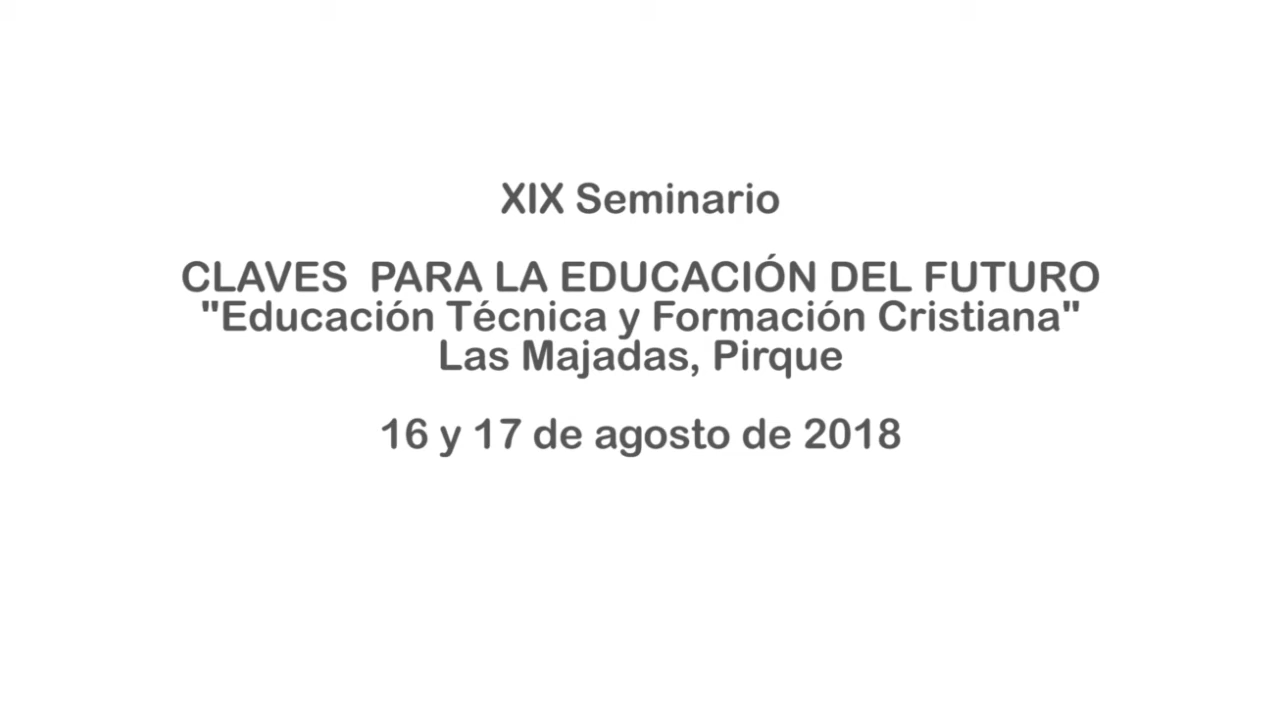 XIX Seminario
CLAVES  PARA LA EDUCACIÓN DEL FUTURO
"Educación Técnica y Formación Cristiana"
Las Majadas, Pirque
16 y 17 de agosto de 2018